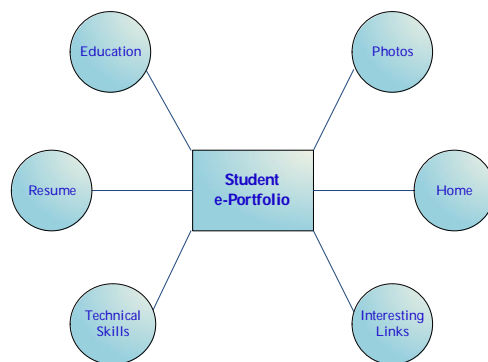 Education
Photos
Resume
Student
e-Portfolio
Home
Technical
Skills
Interesting
Links